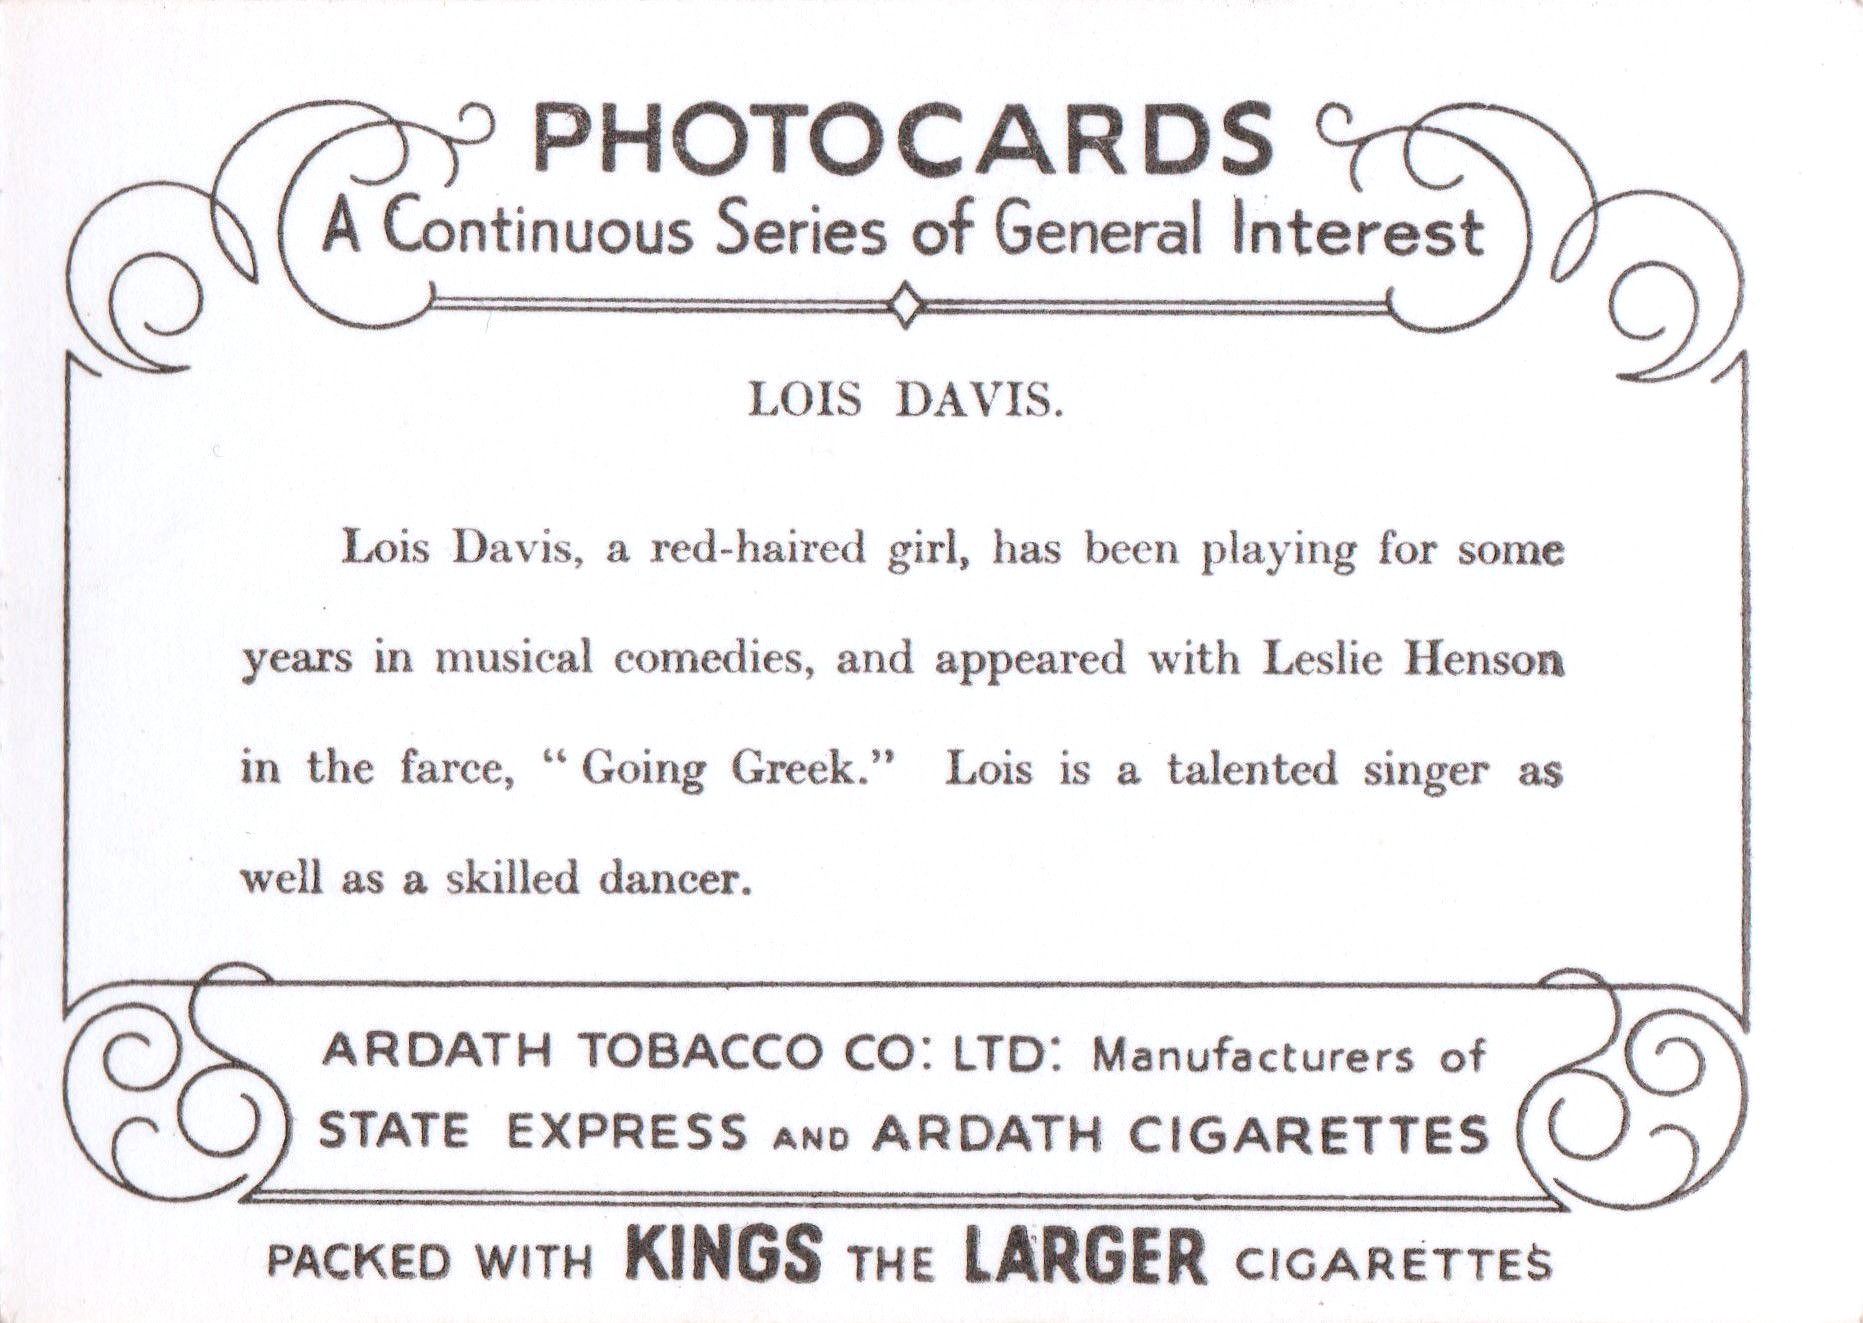 PHOTOCARDS
A Continuous Series of General Interest
LOIS DAVIS.
Lois Davis, a red-haired girl, has been playing for some
years in musical comedies, and appeared with Leslie Henson
in the farce, “Going Greek.” Lois is a talented singer as
well as a skilled dancer.
ARDATH TOBACCO CO: LTD: Manufacturers of
STATE EXPRESS AND ARDATH CIGARETTES
PACKED WITH KINGS THE LARGER CIGARETTES